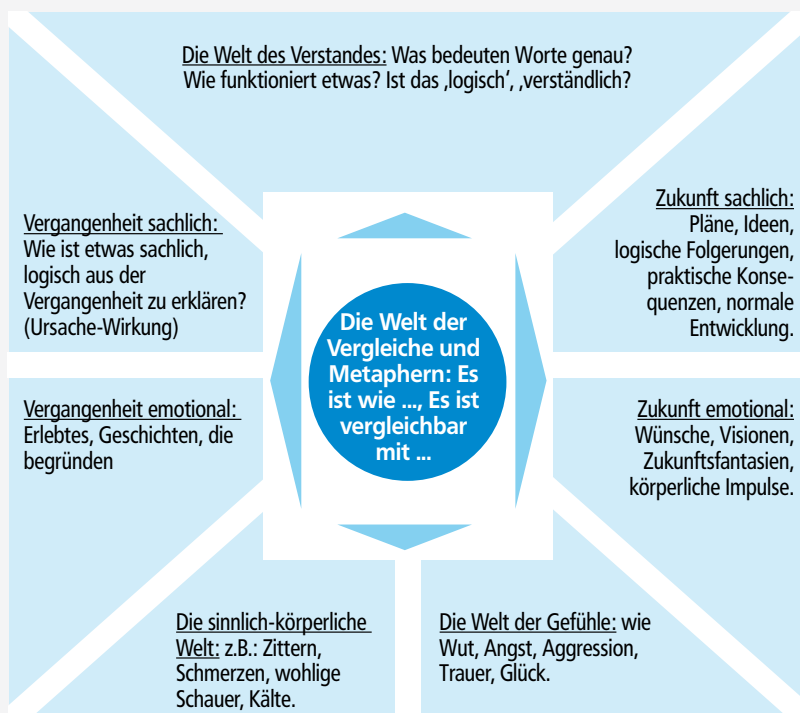 Die Welt des Verstandes: Was bedeuten Worte genau?
Wie funktioniert etwas? Ist das ‚logisch‘, ‚verständlich?
Vergangenheit sachlich:
Wie ist etwas sachlich,
logisch aus der
Vergangenheit zu erklären?
(Ursache-Wirkung)
Zukunft sachlich:
Pläne, Ideen,
logische Folgerungen,
praktische Konse-
quenzen, normale
Entwicklung.
Die Welt der
Vergleiche und
Metaphern: Es
ist wie ..., Es ist
vergleichbar
mit ...
Vergangenheit emotional:
Erlebtes, Geschichten, die
begründen
Zukunft emotional:
Wünsche, Visionen,
Zukunftsfantasien,
körperliche Impulse.
Die sinnlich-körperliche
Welt: z.B.: Zittern,
Schmerzen, wohlige
Schauer, Kälte.
Die Welt der Gefühle: wie
Wut, Angst, Aggression,
Trauer, Glück.